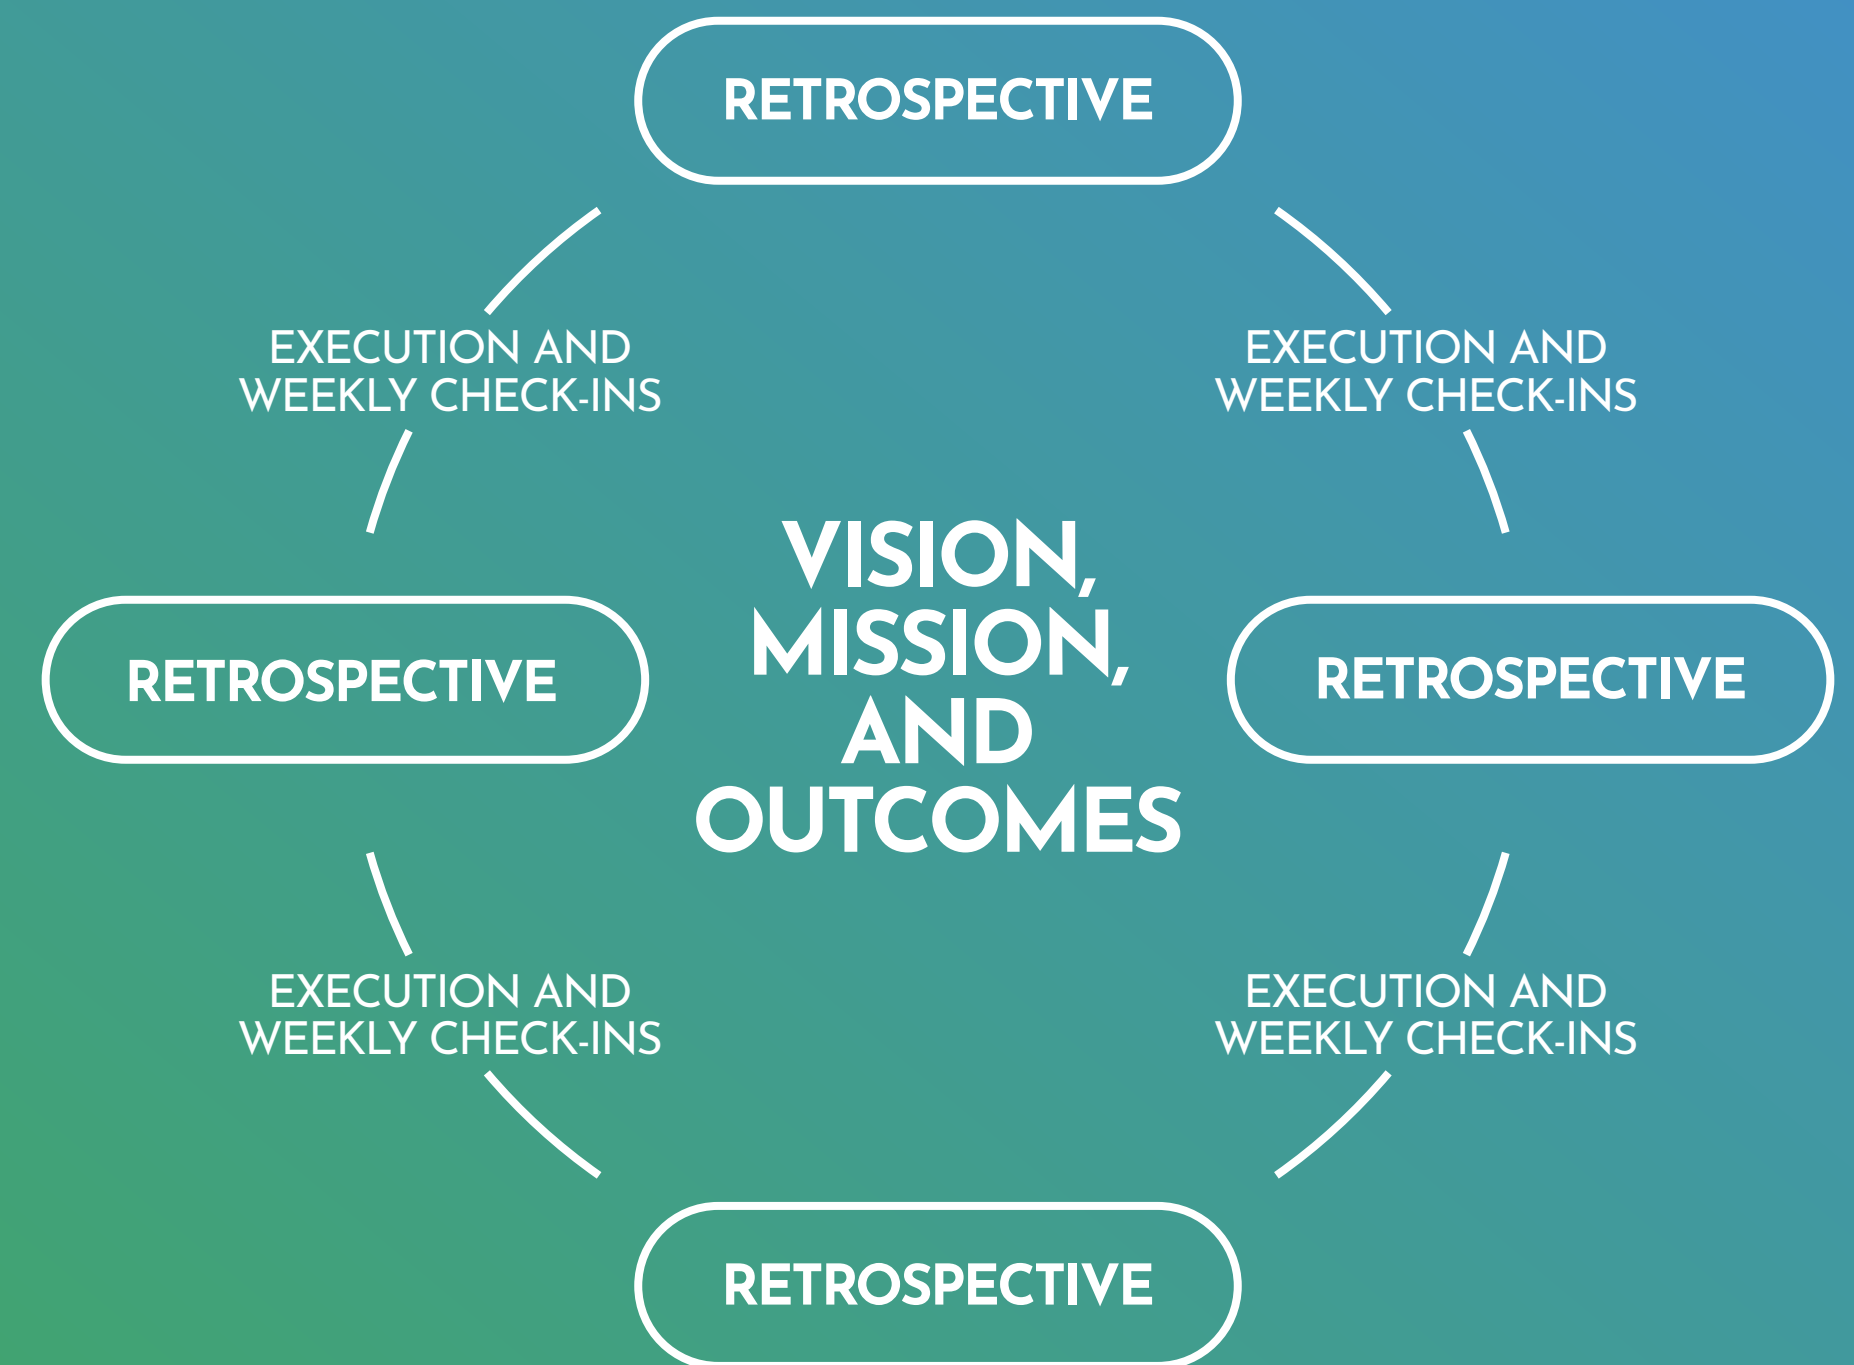 RETROSPECTIVE
EXECUTION AND
WEEKLY CHECK-INS
EXECUTION AND
WEEKLY CHECK-INS
VISION,
MISSION,
AND
OUTCOMES
RETROSPECTIVE
RETROSPECTIVE
EXECUTION AND
WEEKLY CHECK-INS
EXECUTION AND
WEEKLY CHECK-INS
RETROSPECTIVE